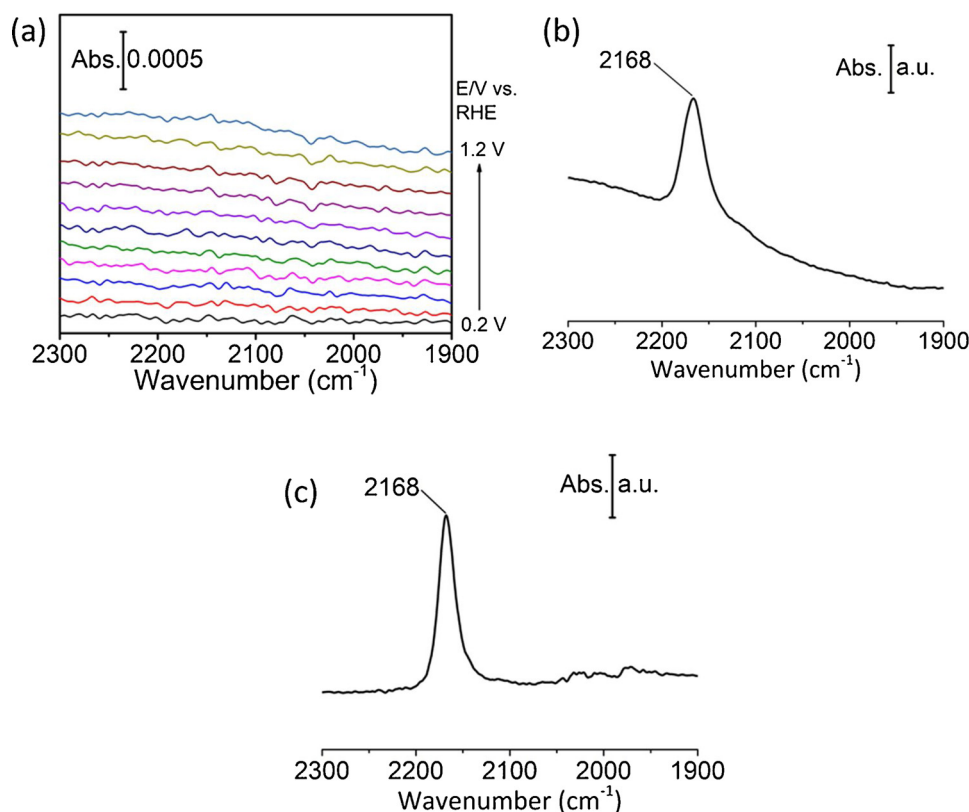 (a)
Abs. 0.0005
E/V vs.
RHE
1.2 V
0.2 V
2300 2200 2100 2000 1900
Wavenumber (cm⁻¹)
(b)
2168
Abs. a.u.
2300 2200 2100 2000 1900
Wavenumber (cm⁻¹)
(c)
2168
Abs. a.u.
2300 2200 2100 2000 1900
Wavenumber (cm⁻¹)